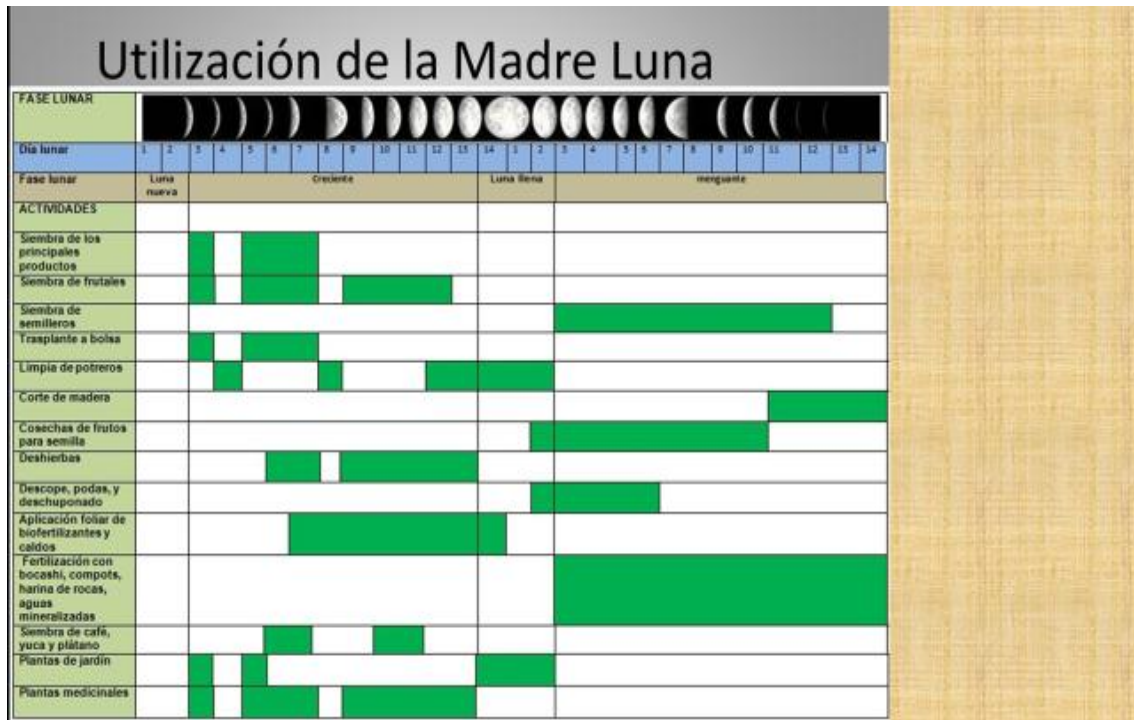 Utilización de la Madre Luna
FASE LUNAR
Día lunar 1 2 3 4 5 6 7 8 9 10 11 12 13 14 1 2 3 4 5 6 7 8 9 10 11 12 13 14
Fase lunar Luna Creciente Luna llena menguante
nueva
ACTIVIDADES
Siembra de los
principales
productos
Siembra de frutales
Siembra de
semilleros
Trasplante a bolsa
Limpia de potreros
Corte de madera
Cosechas de frutos
para semilla
Deshierbas
Descope, podas, y
deschuponado
Aplicación foliar de
biofertilizantes y
caldos
Fertilización con
bocashi, compots,
harina de rocas,
aguas
mineralizadas
Siembra de café,
yuca y plátano
Plantas de jardín
Plantas medicinales